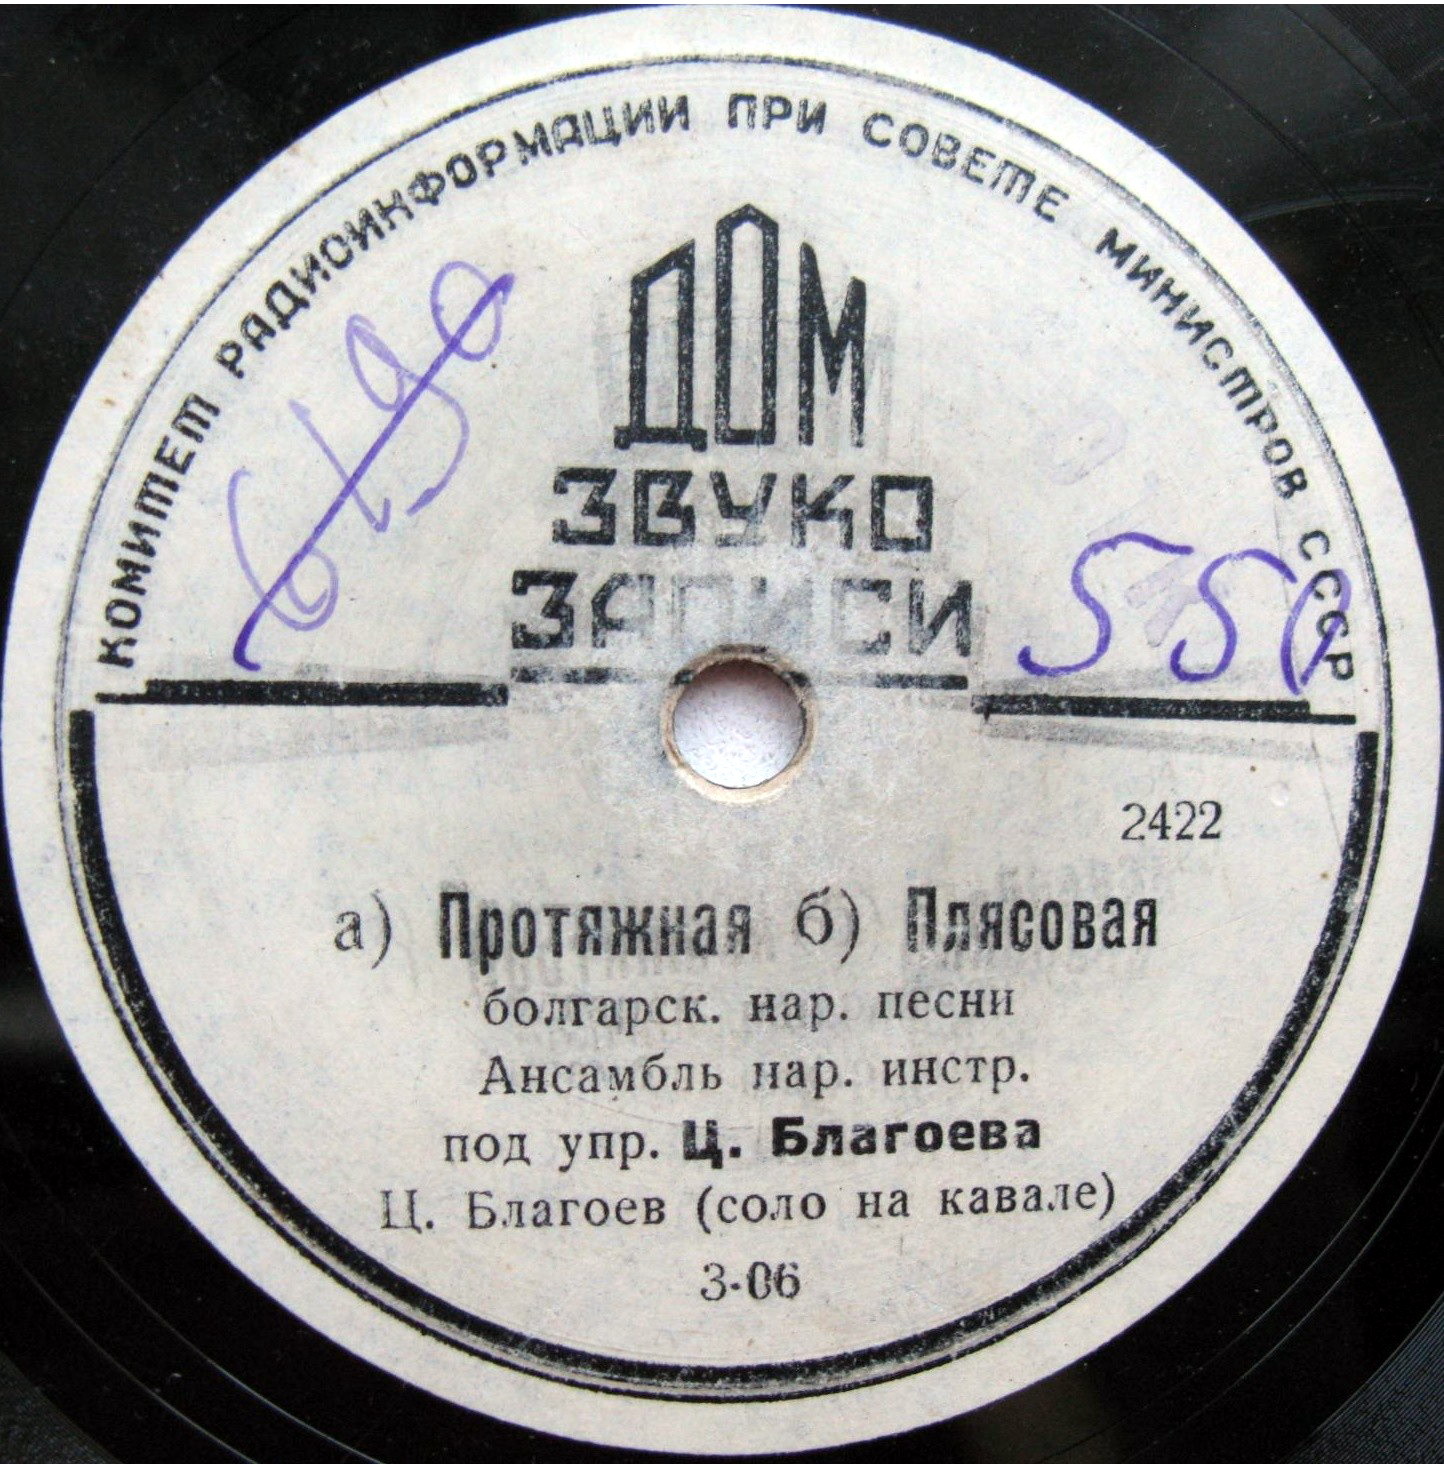 КОМИТЕТ РАДИОИНФОРМАЦИИ ПРИ СОВЕТЕ МИНИСТРОВ СССР
ДОМ
ЗВУКО
ЗАПИСИ
2422
а) Протяжная б) Плясовая
болгарск. нар. песни
Ансамбль нар. инстр.
под упр. Ц. Благоева
Ц. Благоев (соло на кавале)
3-06